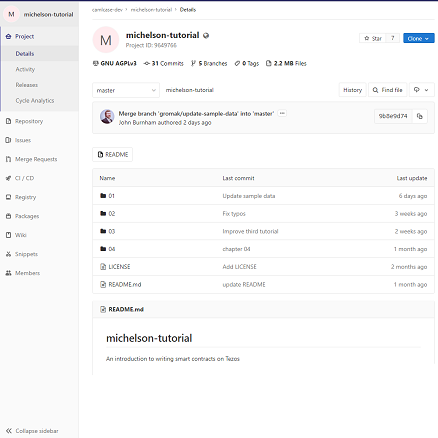 M michelson-tutorial
Project
Details
Activity
Releases
Cycle Analytics
Repository
Issues
Merge Requests
CI / CD
Registry
Packages
Wiki
Snippets
Members
Collapse sidebar
camlcase-dev › michelson-tutorial › Details
M
michelson-tutorial
Project ID: 9649766
Star 7
Clone
GNU AGPLv3 31 Commits 5 Branches 0 Tags 2.2 MB Files
master michelson-tutorial History Find file
Merge branch 'gromak/update-sample-data' into 'master'
John Burnham authored 2 days ago
9b8e9d74
README
Name Last commit Last update
01 Update sample data 6 days ago
02 Fix typos 3 weeks ago
03 Improve third tutorial 2 weeks ago
04 chapter 04 1 month ago
LICENSE Add LICENSE 2 months ago
README.md update README 1 month ago
README.md
michelson-tutorial
An introduction to writing smart contracts on Tezos